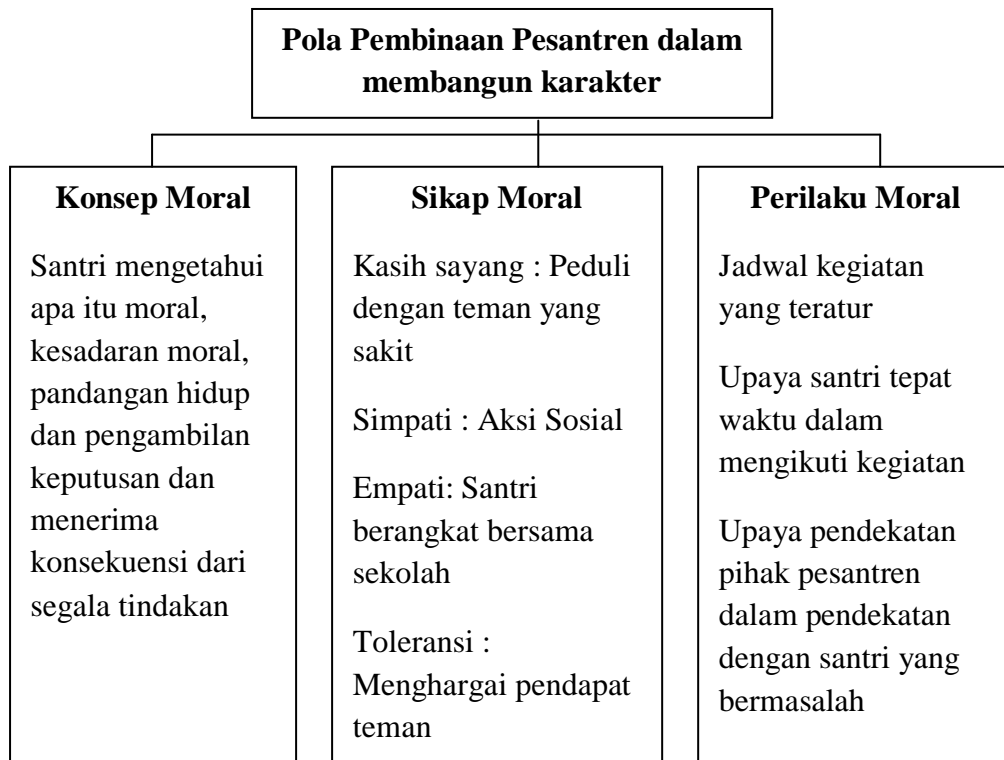 Pola Pembinaan Pesantren dalam
membangun karakter
Konsep Moral
Santri mengetahui
apa itu moral,
kesadaran moral,
pandangan hidup
dan pengambilan
keputusan dan
menerima
konsekuensi dari
segala tindakan
Sikap Moral
Kasih sayang : Peduli
dengan teman yang
sakit
Simpati : Aksi Sosial
Empati: Santri
berangkat bersama
sekolah
Toleransi :
Menghargai pendapat
teman
Perilaku Moral
Jadwal kegiatan
yang teratur
Upaya santri tepat
waktu dalam
mengikuti kegiatan
Upaya pendekatan
pihak pesantren
dalam pendekatan
dengan santri yang
bermasalah